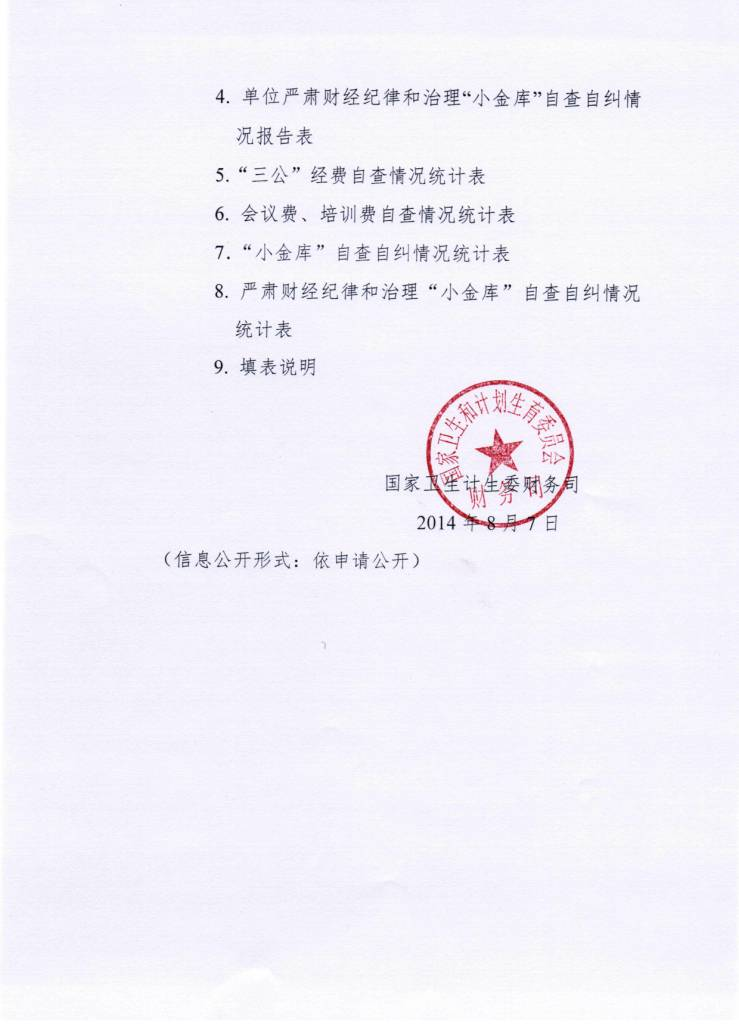 4. 单位严肃财经纪律和治理“小金库”自查自纠情
况报告表
5.“三公”经费自查情况统计表
6. 会议费、培训费自查情况统计表
7.“小金库”自查自纠情况统计表
8. 严肃财经纪律和治理“小金库”自查自纠情况
统计表
9. 填表说明
国家卫生和计划生育委员会
财务司
国家卫生计生委财务司
2014 年 8 月 7 日
（信息公开形式：依申请公开）